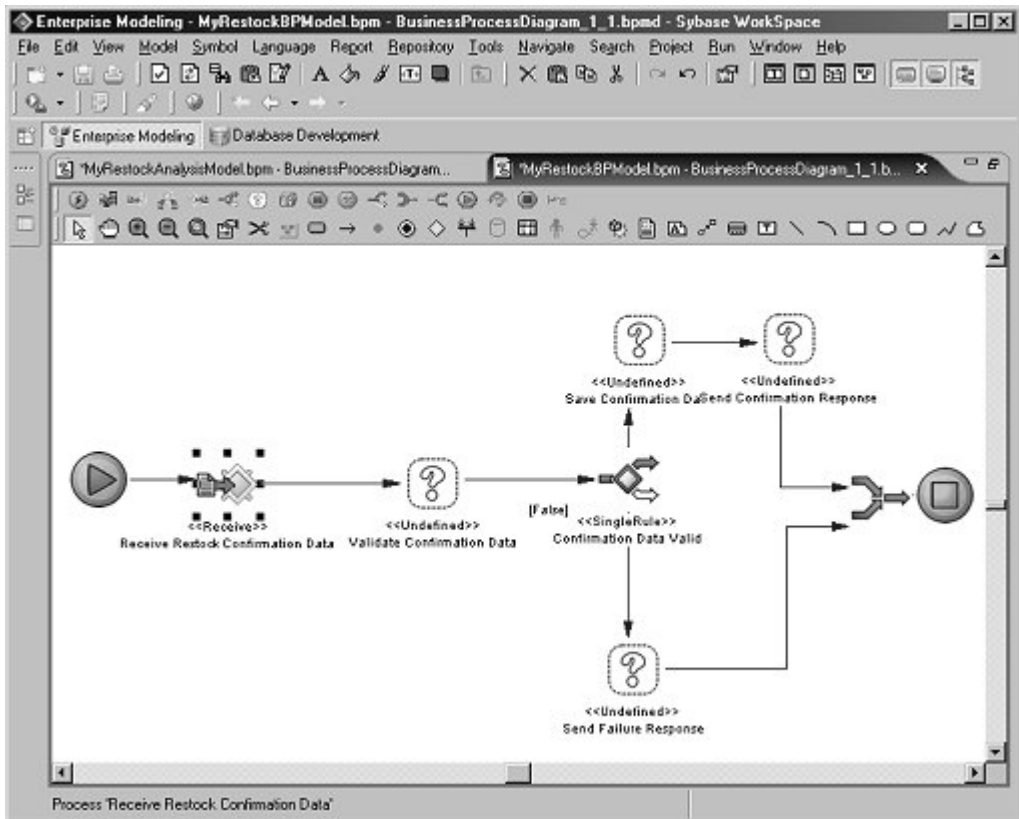 Enterprise Modeling - MyRestockBPModel.bpm - BusinessProcessDiagram_1_1.bpmd - Sybase WorkSpace
File Edit View Model Symbol Language Report Repository Tools Navigate Search Project Run Window Help
Enterprise Modeling Database Development
*MyRestockAnalysisModel.bpm - BusinessProcessDiagram... *MyRestockBPModel.bpm - BusinessProcessDiagram_1_1.b...
<<Undefined>> <<Undefined>>
Save Confirmation Da Send Confirmation Response
[False]
<<Receive>> <<Undefined>> <<SingleRule>>
Receive Restock Confirmation Data Validate Confirmation Data Confirmation Data Valid
<<Undefined>>
Send Failure Response
Process 'Receive Restock Confirmation Data'